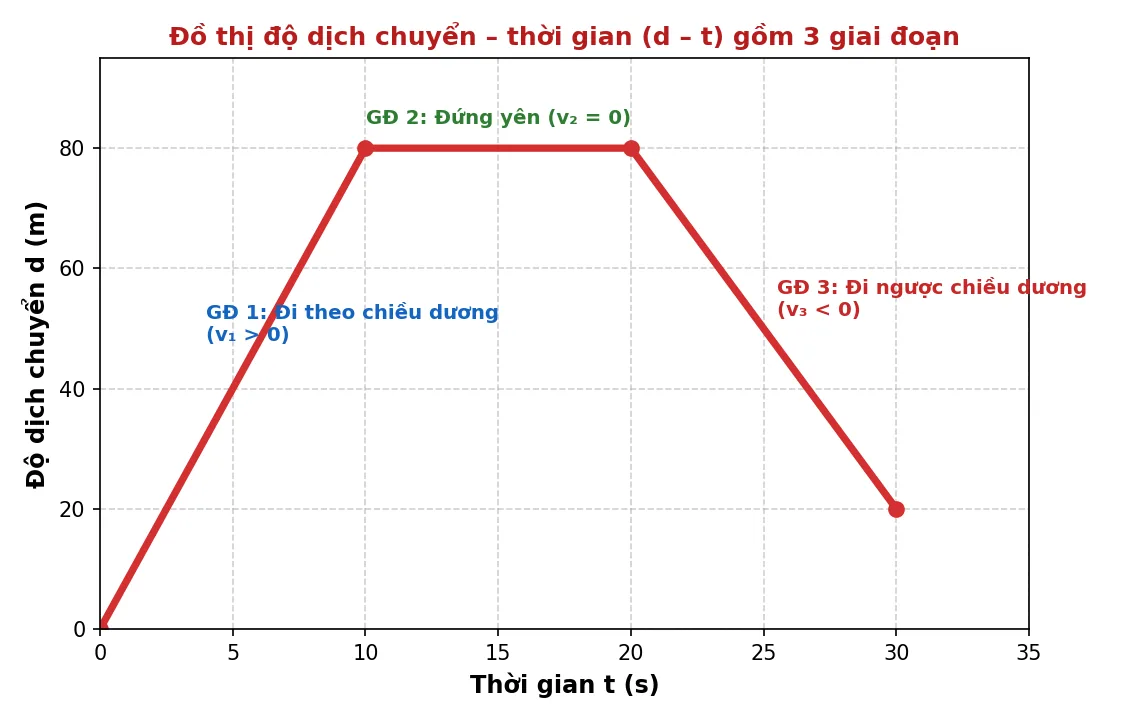 Đồ thị độ dịch chuyển – thời gian (d – t) gồm 3 giai đoạn
GĐ 2: Đứng yên (v₂ = 0)
GĐ 1: Đi theo chiều dương
(v₁ > 0)
GĐ 3: Đi ngược chiều dương
(v₃ < 0)
Độ dịch chuyển d (m)
80
60
40
20
0
0 5 10 15 20 25 30 35
Thời gian t (s)